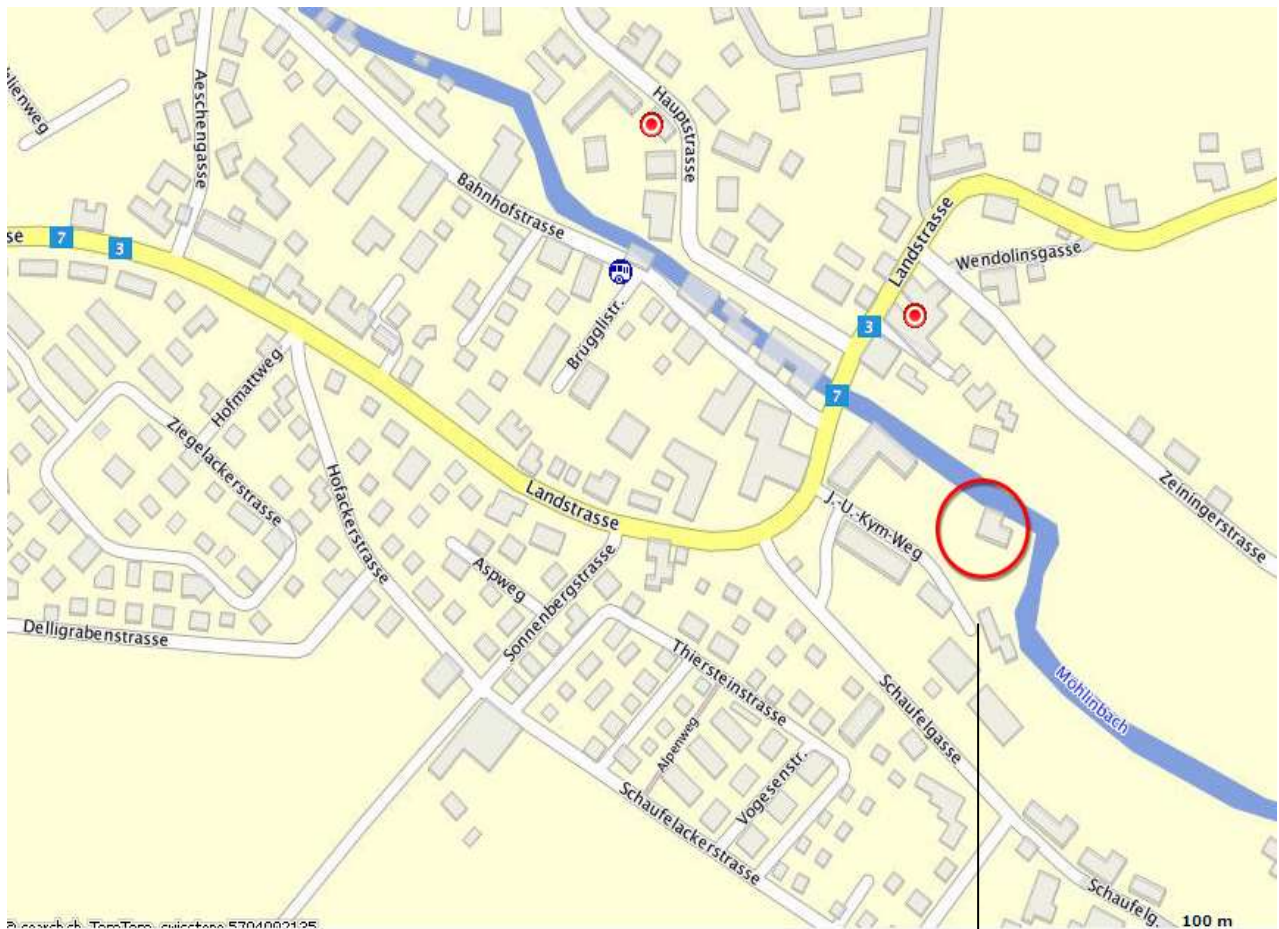 Aeschengasse
Hauptstrasse
Bahnhofstrasse
Landstrasse
Wendolinsgasse
7
3
Brügglistr.
3
Hofmattweg
7
Ziegelackerstrasse
Hofackerstrasse
Landstrasse
J.-U.-Kym-Weg
Zeiningerstrasse
Aspweg
Sonnenbergstrasse
Delligrabenstrasse
Thiersteinstrasse
Möhlinbach
Alpenweg
Schaufelgasse
Vogesenstr.
Schaufelackerstrasse
Schaufelg.
100 m